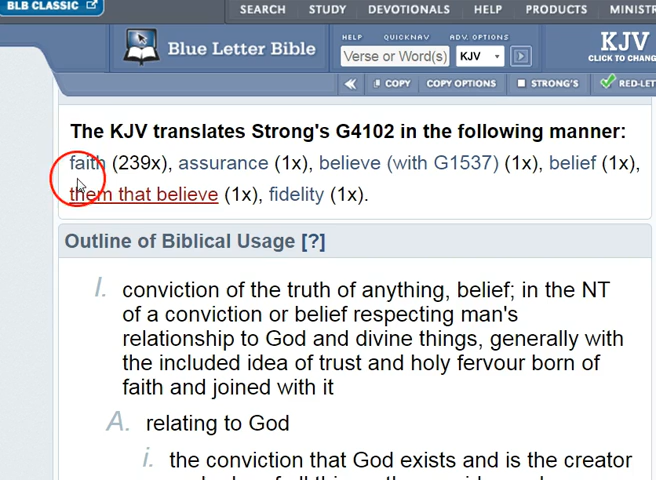 BLB CLASSIC
SEARCH STUDY DEVOTIONALS HELP PRODUCTS MINISTR
Blue Letter Bible
HELP QUICKNAV ADV. OPTIONS
Verse or Word(s) KJV
KJV
CLICK TO CHANG
COPY COPY OPTIONS STRONG'S RED-LET
The KJV translates Strong's G4102 in the following manner:
faith (239x), assurance (1x), believe (with G1537) (1x), belief (1x),
them that believe (1x), fidelity (1x).
Outline of Biblical Usage [?]
I. conviction of the truth of anything, belief; in the NT
of a conviction or belief respecting man's
relationship to God and divine things, generally with
the included idea of trust and holy fervour born of
faith and joined with it
A. relating to God
i. the conviction that God exists and is the creator